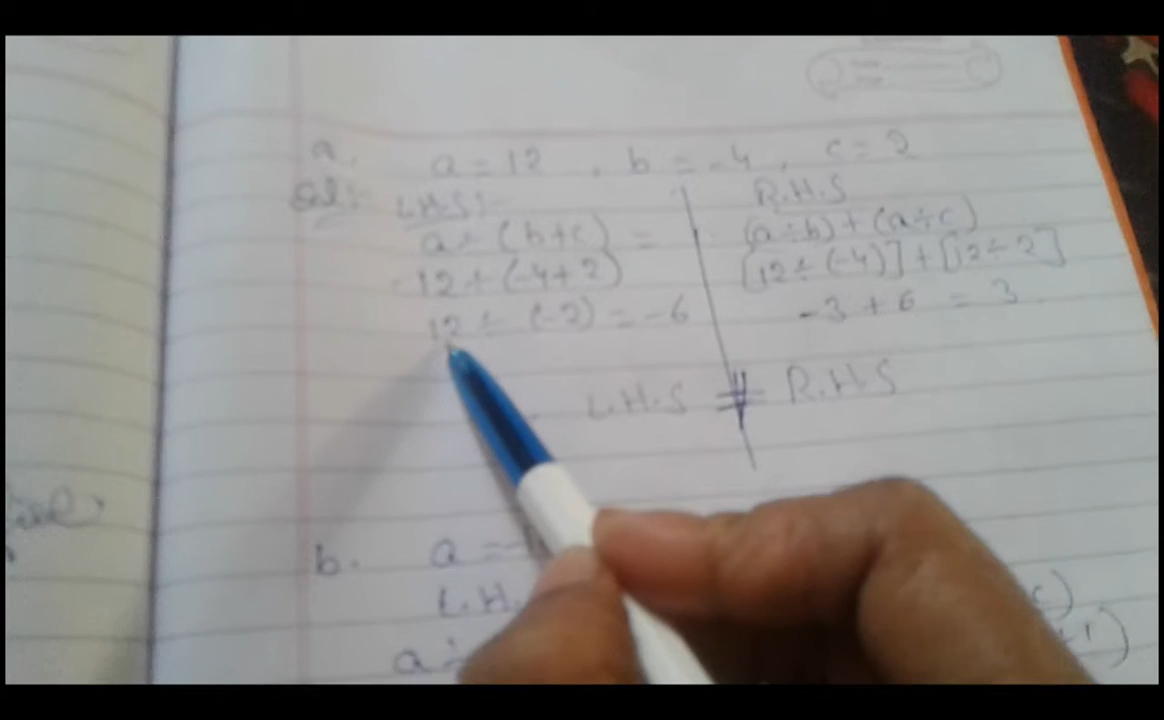 a. a = 12 , b = -4 , c = 2
Sol:- L.H.S:- R.H.S
a ÷ (b+c) = (a÷b) + (a÷c)
12 ÷ (-4+2) [12÷(-4)] + [12÷2]
12 ÷ (-2) = -6 -3 + 6 = 3
L.H.S ≠ R.H.S
b. a =
L.H.
a ÷